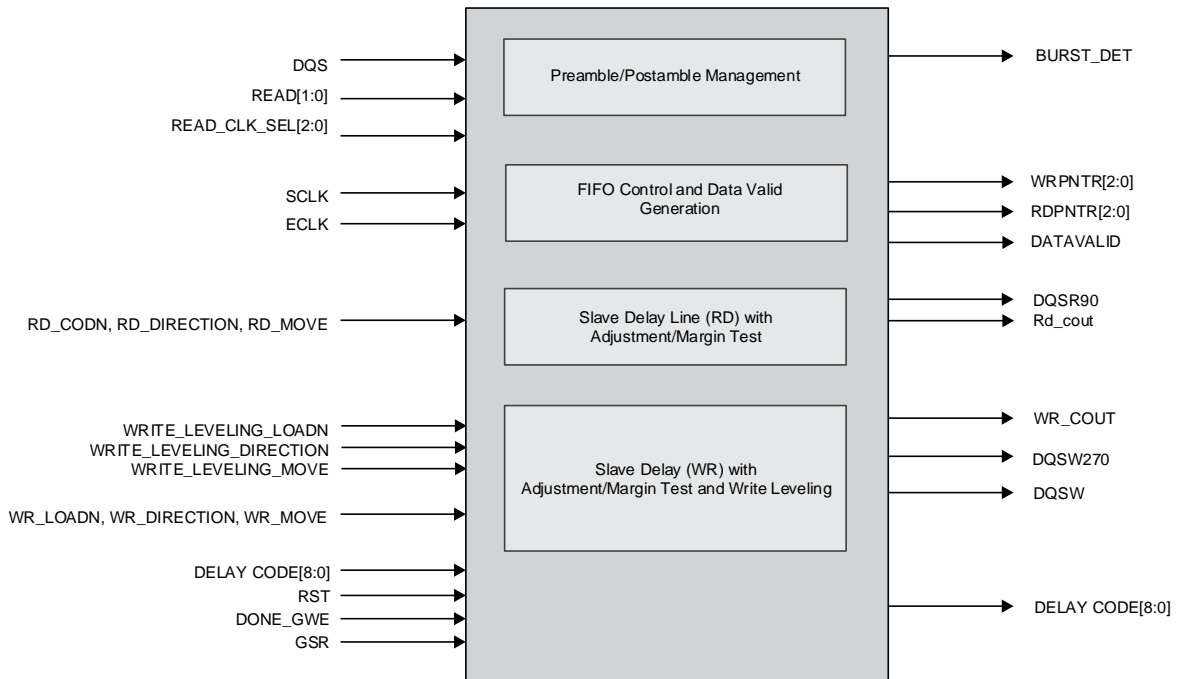 DQS
READ[1:0]
READ_CLK_SEL[2:0]
SCLK
ECLK
RD_CODN, RD_DIRECTION, RD_MOVE
WRITE_LEVELING_LOADN
WRITE_LEVELING_DIRECTION
WRITE_LEVELING_MOVE
WR_LOADN, WR_DIRECTION, WR_MOVE
DELAY CODE[8:0]
RST
DONE_GWE
GSR
Preamble/Postamble Management
FIFO Control and Data Valid
Generation
Slave Delay Line (RD) with
Adjustment/Margin Test
Slave Delay (WR) with
Adjustment/Margin Test and Write Leveling
BURST_DET
WRPNTR[2:0]
RDPNTR[2:0]
DATAVALID
DQSR90
Rd_cout
WR_COUT
DQSW270
DQSW
DELAY CODE[8:0]